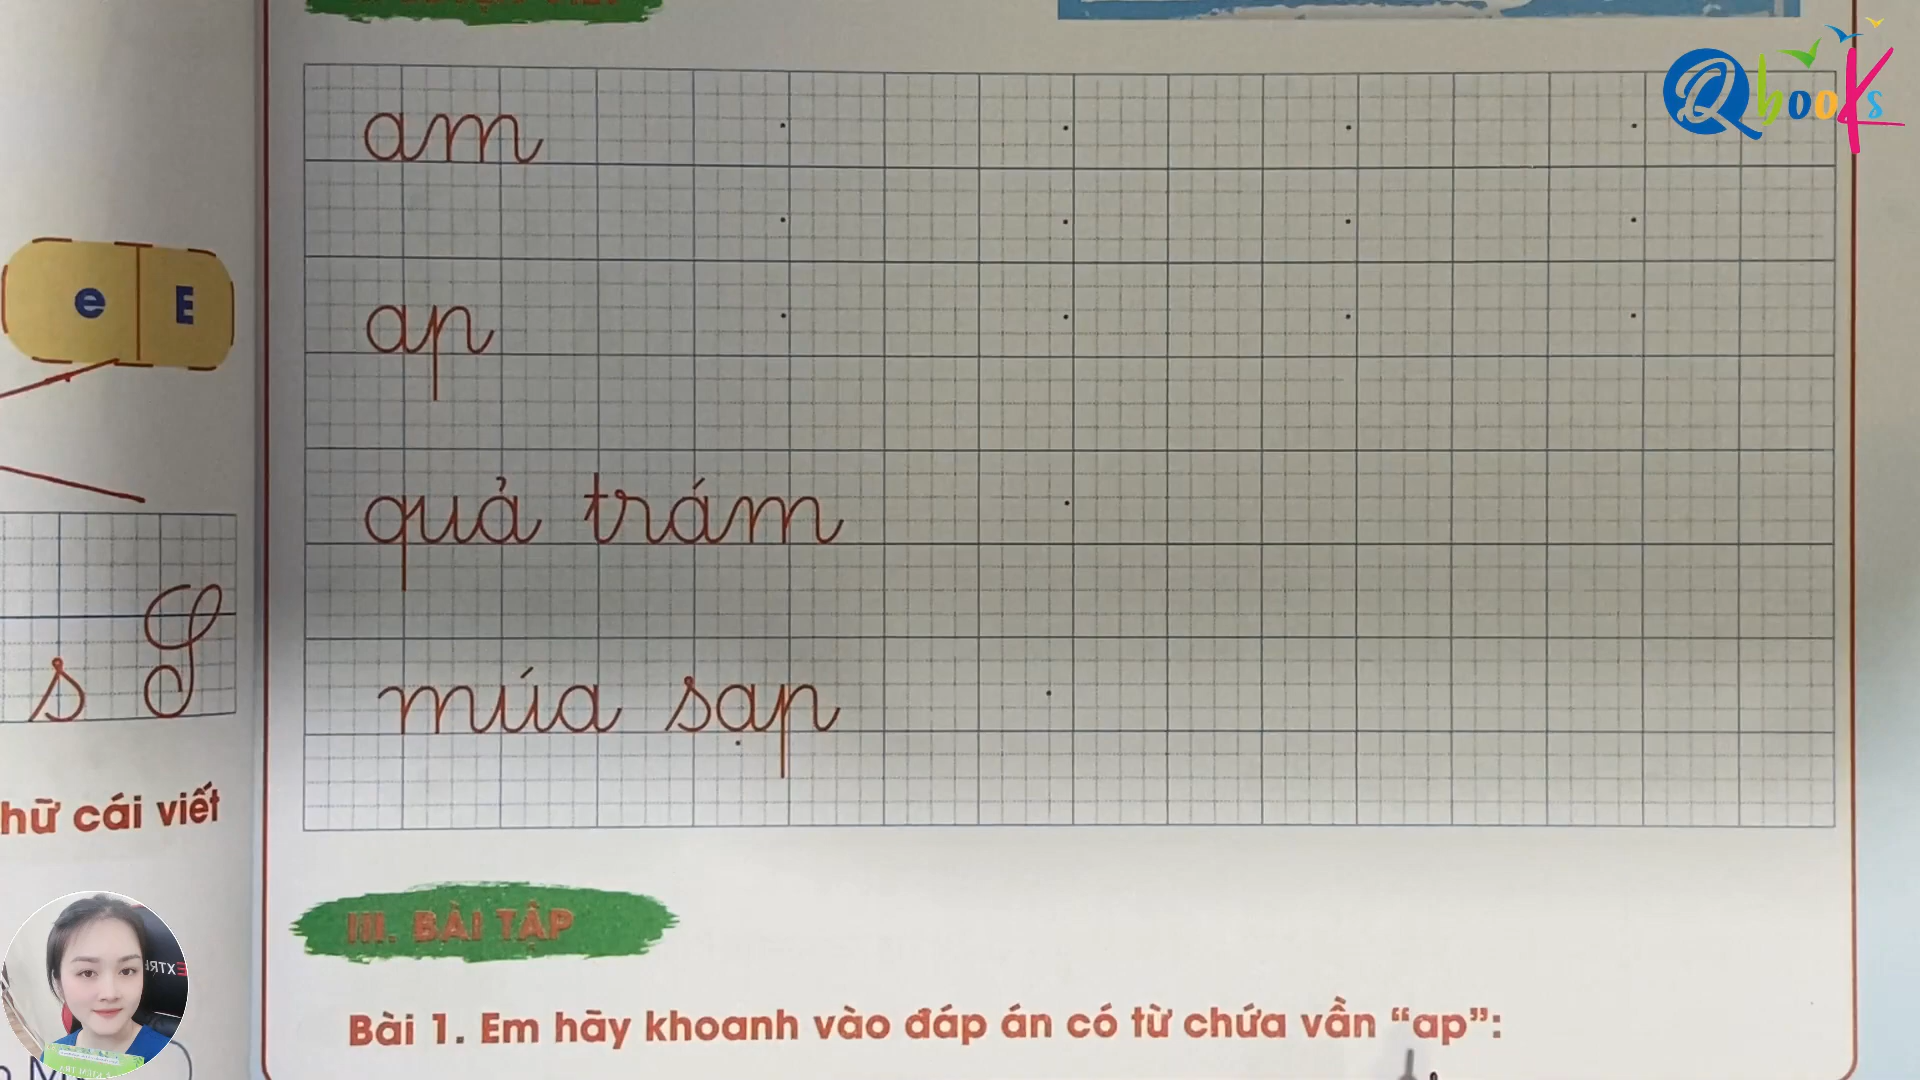 Qbooks
am
e E
ap
quả trám
s S
múa sạp
hữ cái viết
III. BÀI TẬP
Bài 1. Em hãy khoanh vào đáp án có từ chứa vần “ap”: